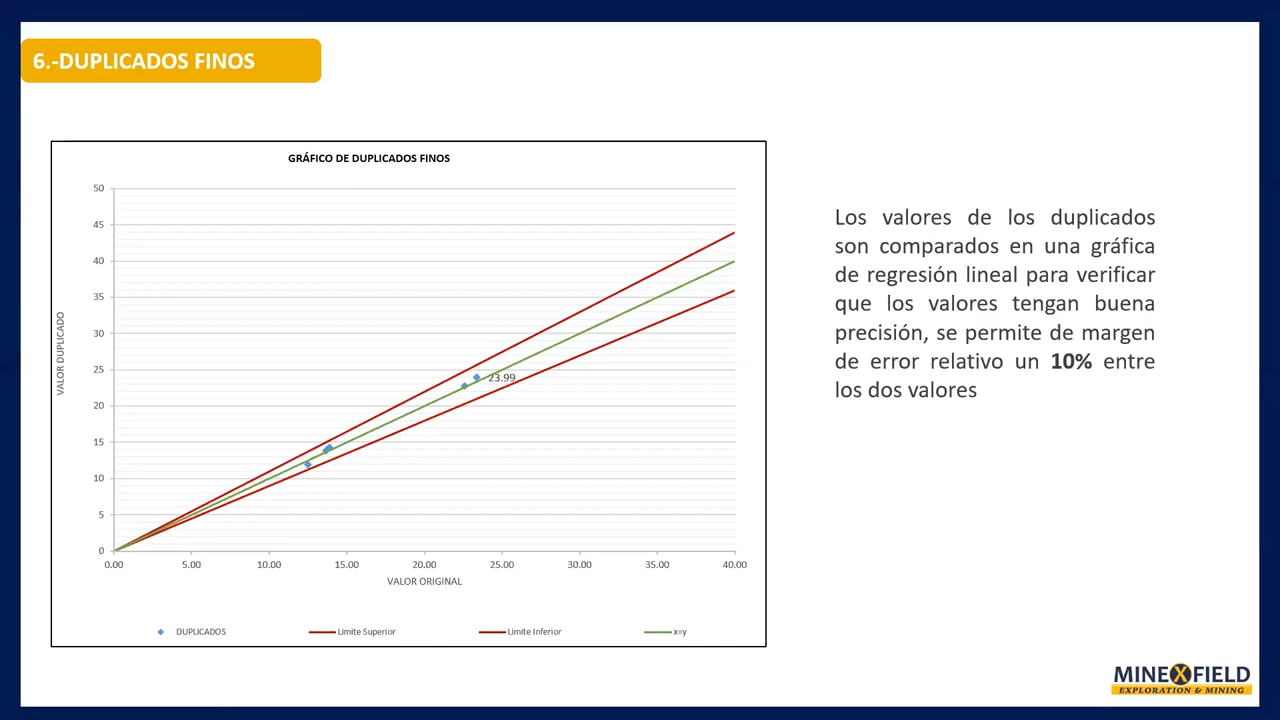 6.-DUPLICADOS FINOS
GRÁFICO DE DUPLICADOS FINOS
50
45
40
35
30
25
20
15
10
5
0
VALOR DUPLICADO
23.99
0.00 5.00 10.00 15.00 20.00 25.00 30.00 35.00 40.00
VALOR ORIGINAL
DUPLICADOS Limite Superior Limite Inferior x=y
Los valores de los duplicados
son comparados en una gráfica
de regresión lineal para verificar
que los valores tengan buena
precisión, se permite de margen
de error relativo un 10% entre
los dos valores
MINEXFIELD
EXPLORATION & MINING